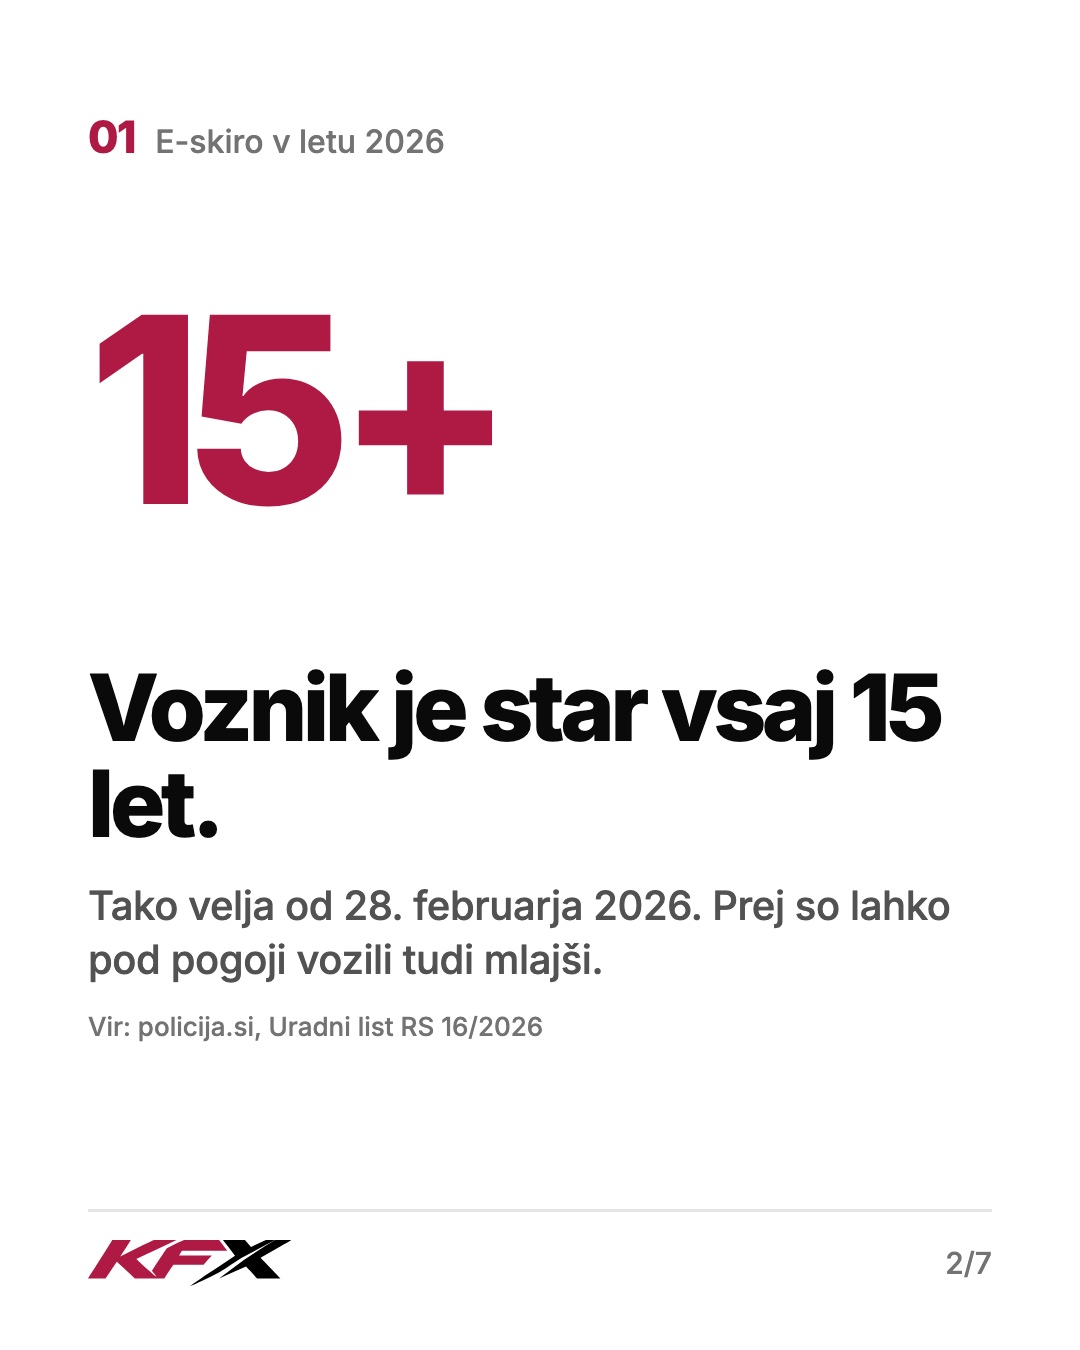 01 E-skiro v letu 2026
15+
Voznik je star vsaj 15
let.
Tako velja od 28. februarja 2026. Prej so lahko
pod pogoji vozili tudi mlajši.
Vir: policija.si, Uradni list RS 16/2026
KFX
2/7